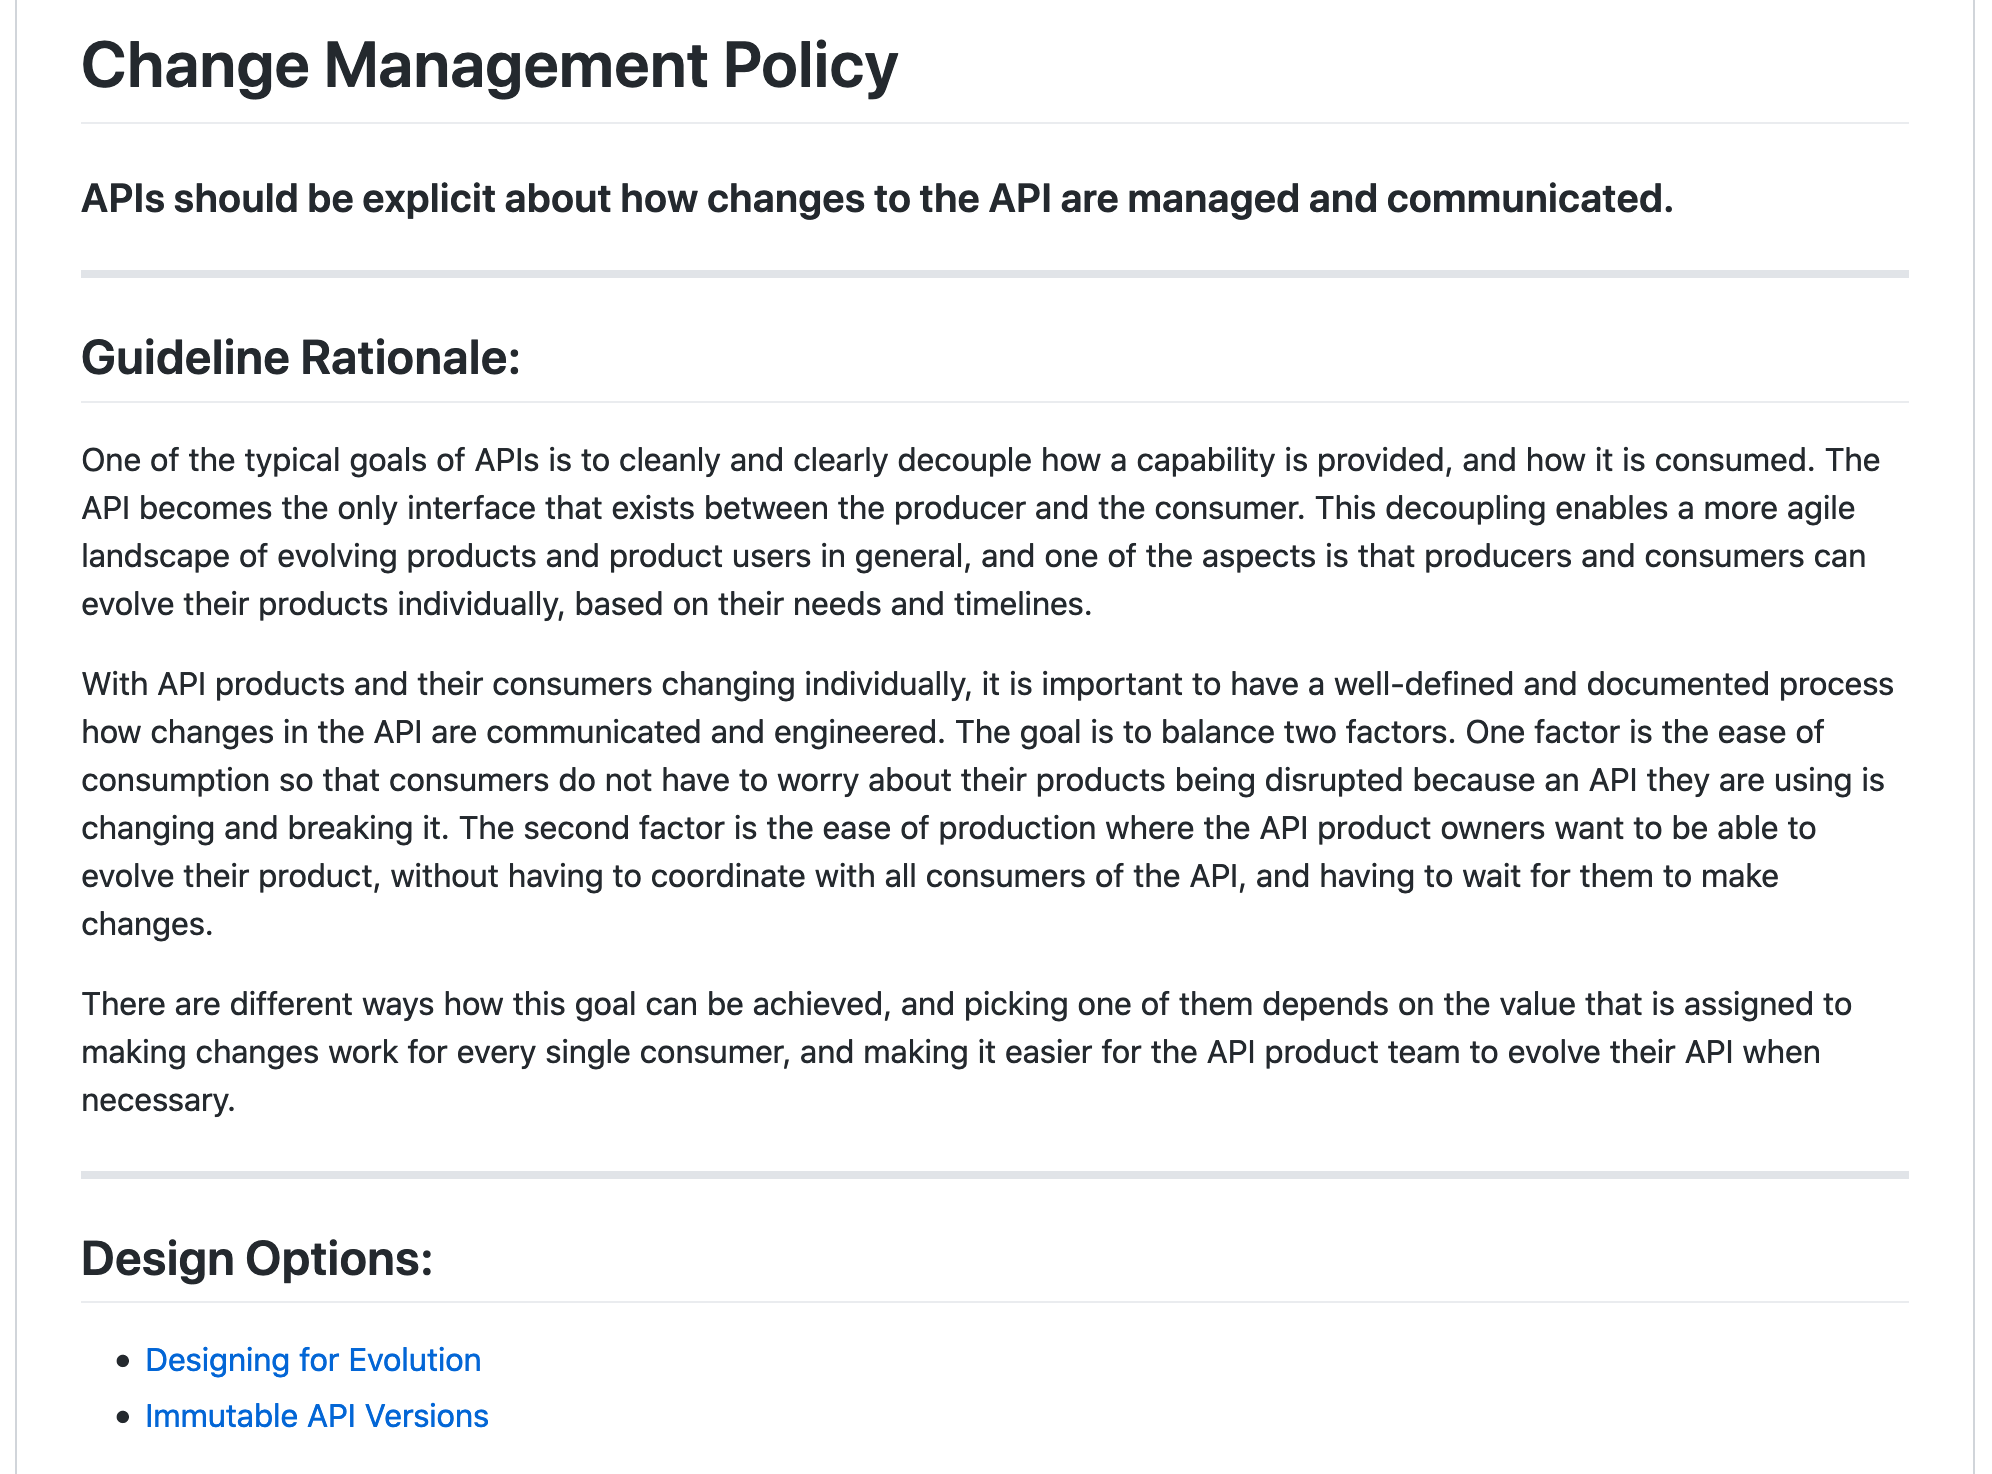 Change Management Policy
APIs should be explicit about how changes to the API are managed and communicated.
Guideline Rationale:
One of the typical goals of APIs is to cleanly and clearly decouple how a capability is provided, and how it is consumed. The
API becomes the only interface that exists between the producer and the consumer. This decoupling enables a more agile
landscape of evolving products and product users in general, and one of the aspects is that producers and consumers can
evolve their products individually, based on their needs and timelines.
With API products and their consumers changing individually, it is important to have a well-defined and documented process
how changes in the API are communicated and engineered. The goal is to balance two factors. One factor is the ease of
consumption so that consumers do not have to worry about their products being disrupted because an API they are using is
changing and breaking it. The second factor is the ease of production where the API product owners want to be able to
evolve their product, without having to coordinate with all consumers of the API, and having to wait for them to make
changes.
There are different ways how this goal can be achieved, and picking one of them depends on the value that is assigned to
making changes work for every single consumer, and making it easier for the API product team to evolve their API when
necessary.
Design Options:
• Designing for Evolution
• Immutable API Versions